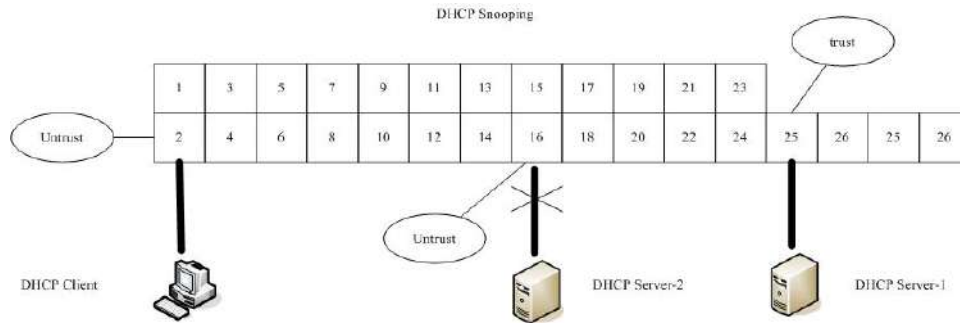 DHCP Snooping
trust
1 3 5 7 9 11 13 15 17 19 21 23
Untrust
2 4 6 8 10 12 14 16 18 20 22 24 25 26 25 26
Untrust
DHCP Client
DHCP Server-2
DHCP Server-1